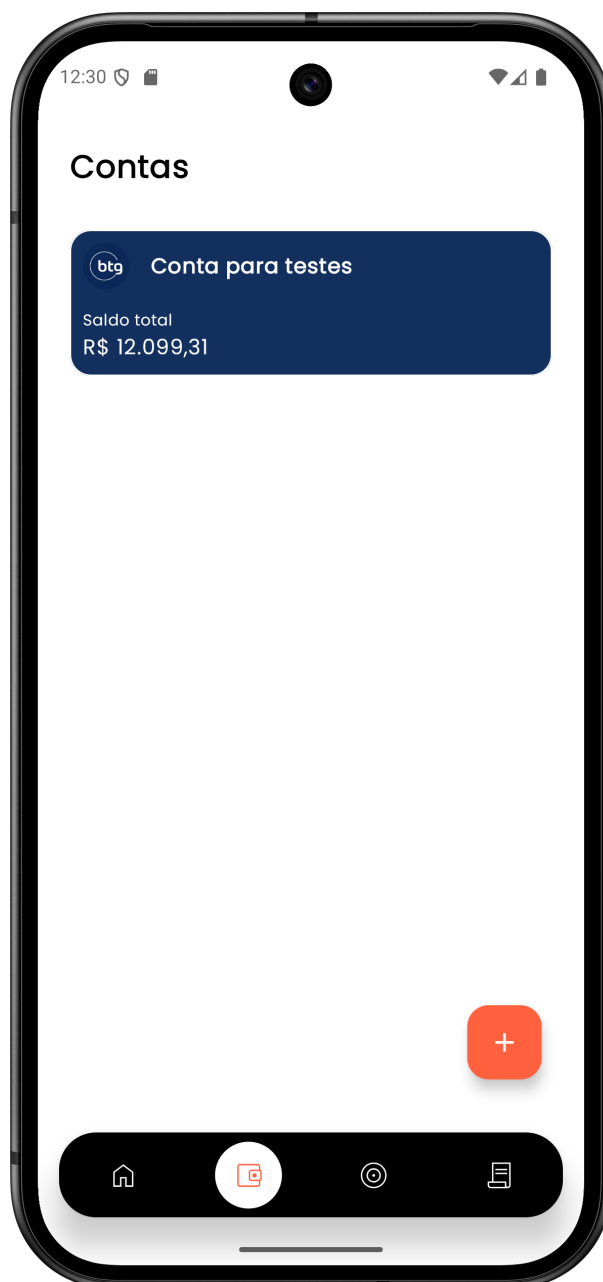 12:30
Contas
btg
Conta para testes
Saldo total
R$ 12.099,31